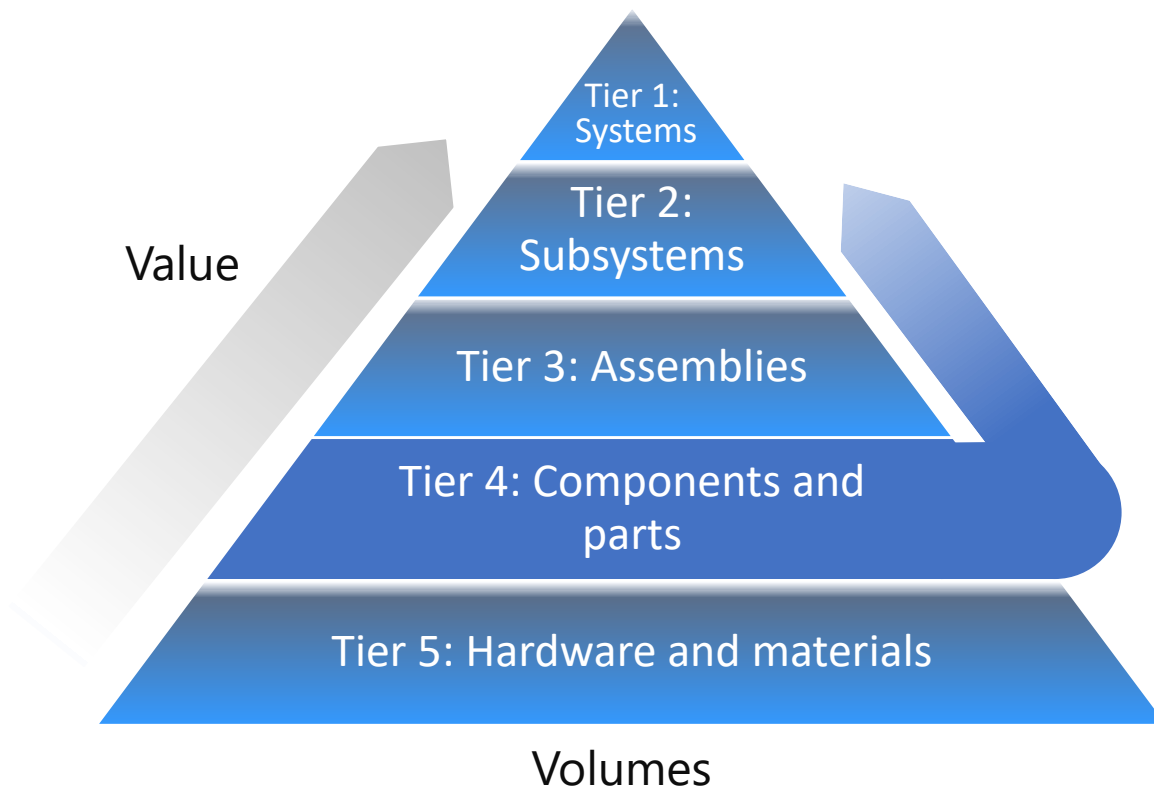 Tier 1:
Systems
Tier 2:
Subsystems
Value
Tier 3: Assemblies
Tier 4: Components and
parts
Tier 5: Hardware and materials
Volumes